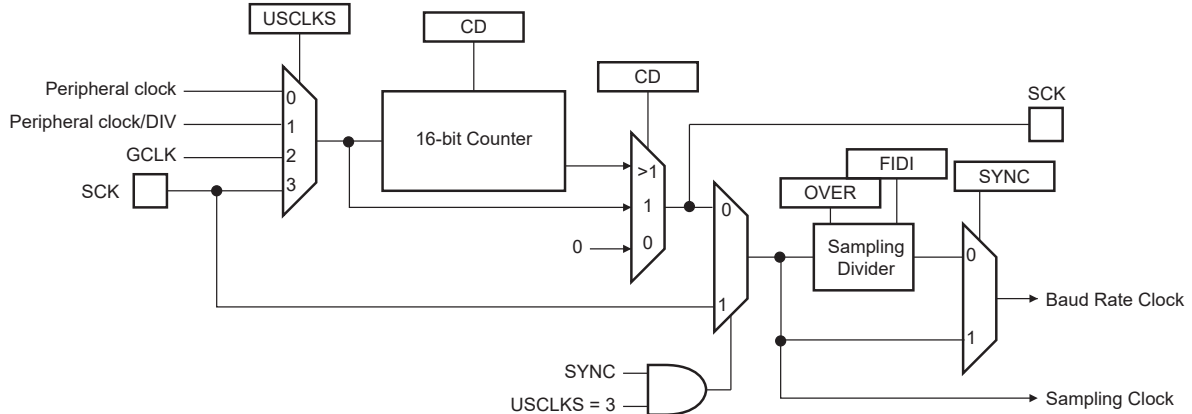 USCLKS
CD
CD
Peripheral clock
Peripheral clock/DIV
GCLK
SCK
0
1
2
3
16-bit Counter
>1
1
0
0
SCK
0
1
OVER
FIDI
SYNC
Sampling
Divider
0
1
Baud Rate Clock
Sampling Clock
SYNC
USCLKS = 3